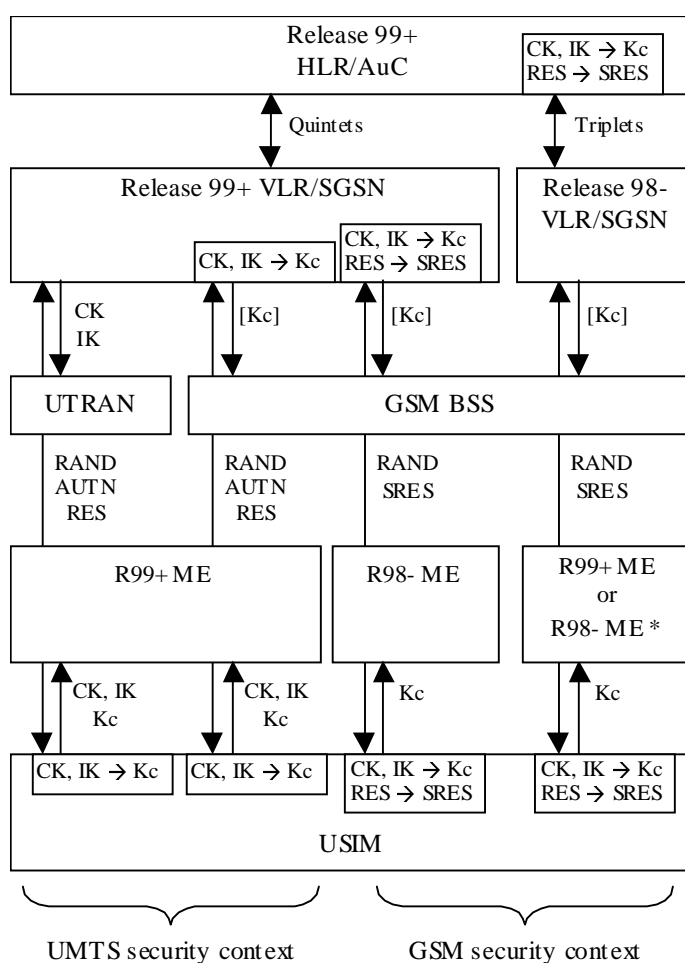 Release 99+
HLR/AuC
CK, IK → Kc
RES → SRES
Quintets
Triplets
Release 99+ VLR/SGSN
CK, IK → Kc
CK, IK → Kc
RES → SRES
Release 98-
VLR/SGSN
CK
IK
[Kc]
[Kc]
[Kc]
UTRAN
GSM BSS
RAND
AUTN
RES
RAND
AUTN
RES
RAND
SRES
RAND
SRES
R99+ ME
R98- ME
R99+ ME
or
R98- ME *
CK, IK
Kc
CK, IK
Kc
Kc
Kc
CK, IK → Kc
CK, IK → Kc
CK, IK → Kc
RES → SRES
CK, IK → Kc
RES → SRES
USIM
UMTS security context
GSM security context